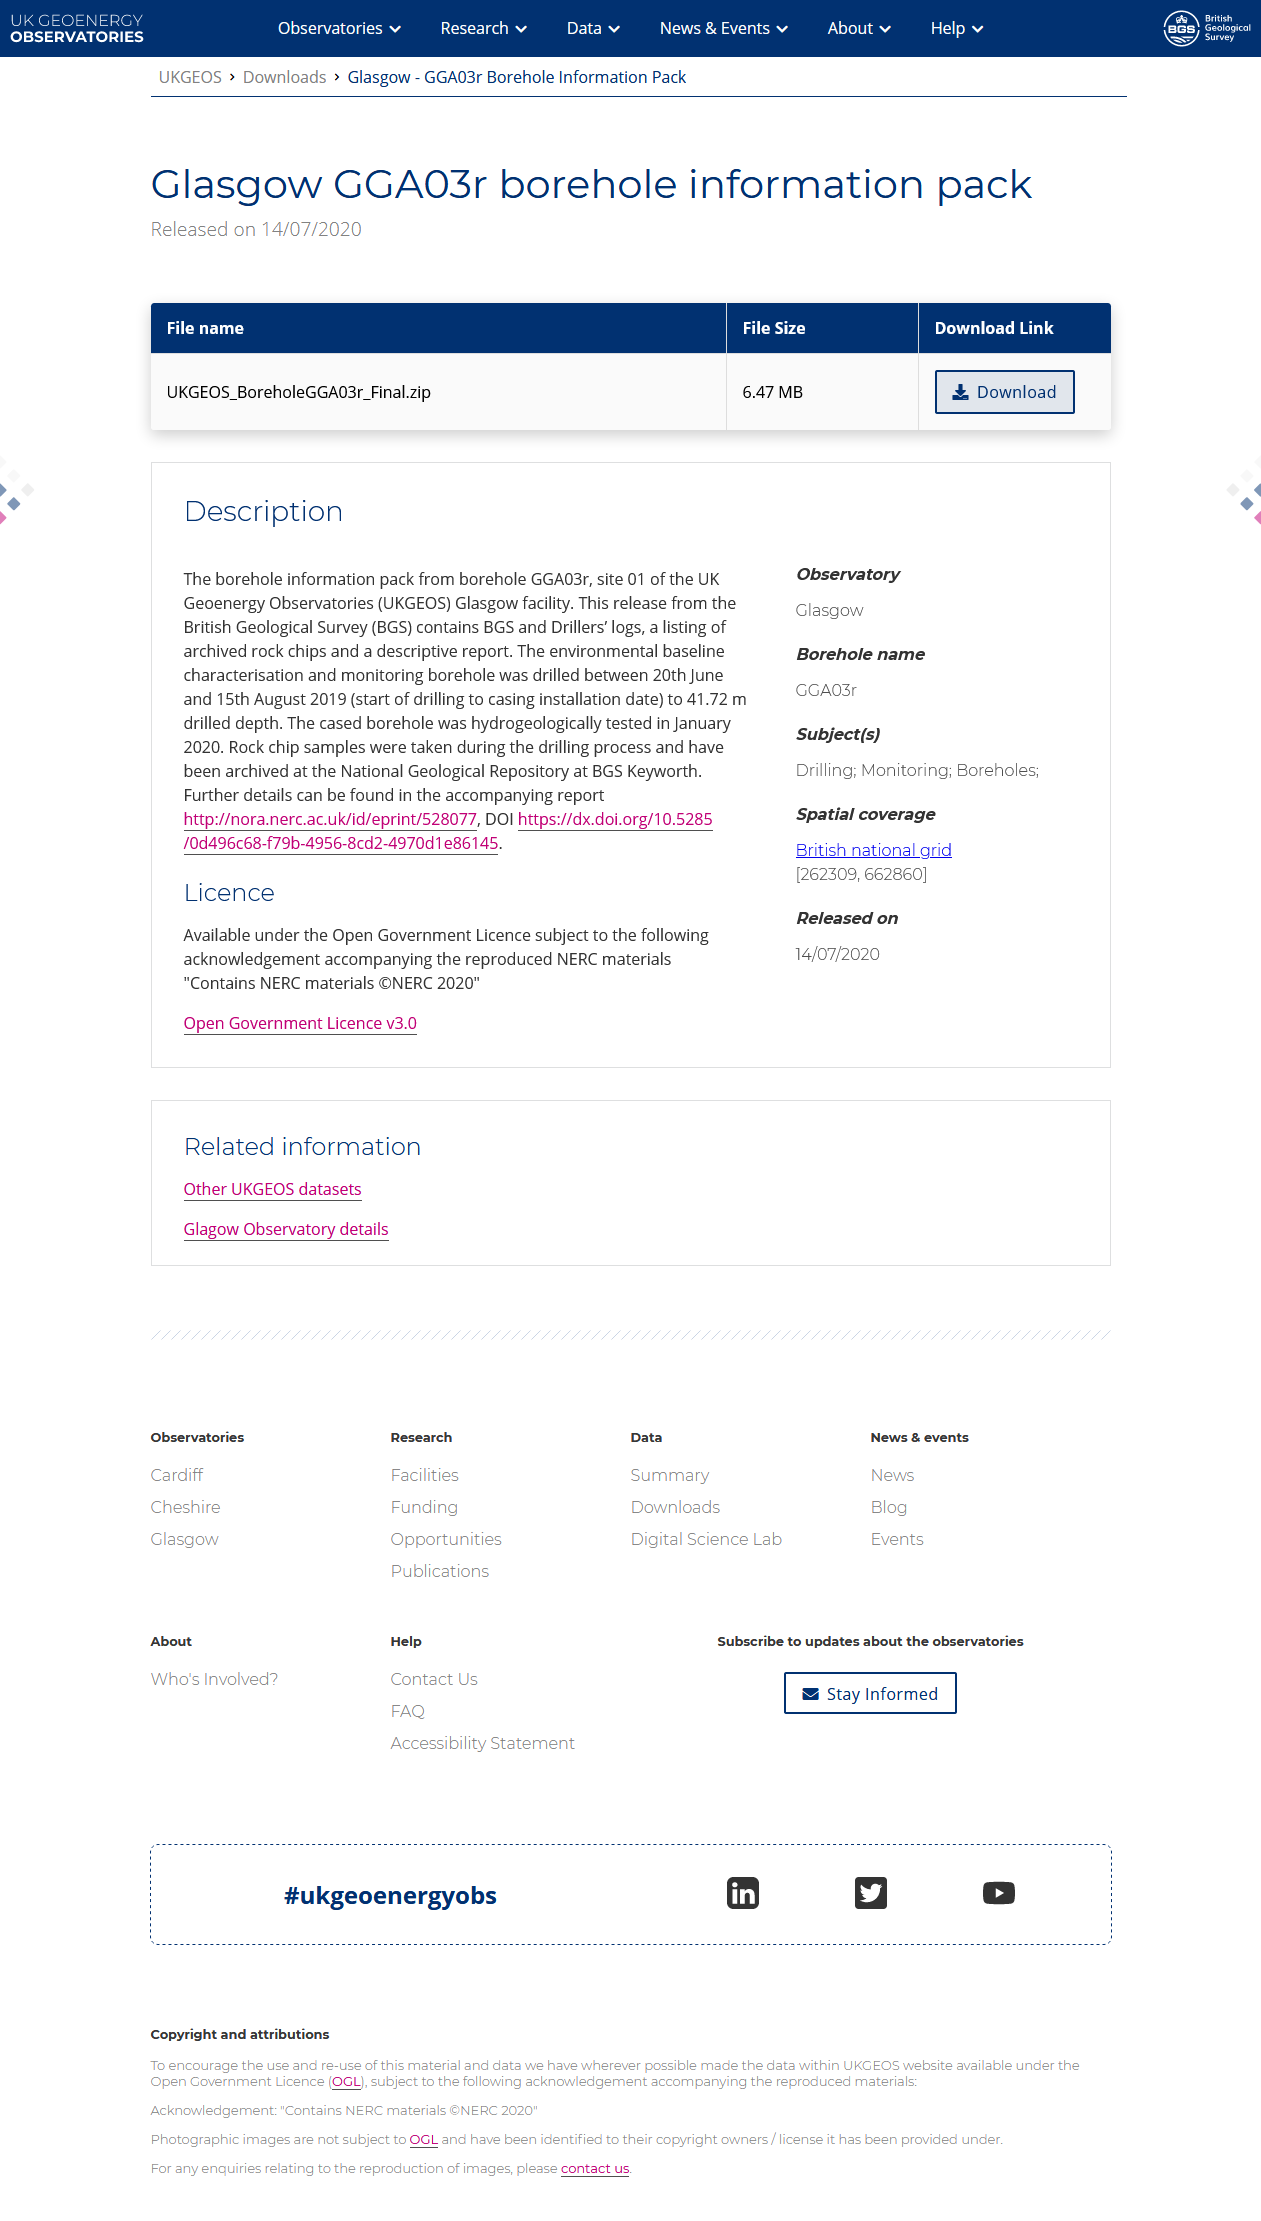 UK GEOENERGY
OBSERVATORIES
Observatories
Research
Data
News & Events
About
Help
BGS
British
Geological
Survey
UKGEOS › Downloads › Glasgow - GGA03r Borehole Information Pack
Glasgow GGA03r borehole information pack
Released on 14/07/2020
File name
File Size
Download Link
UKGEOS_BoreholeGGA03r_Final.zip
6.47 MB
Download
Description
The borehole information pack from borehole GGA03r, site 01 of the UK
Geoenergy Observatories (UKGEOS) Glasgow facility. This release from the
British Geological Survey (BGS) contains BGS and Drillers’ logs, a listing of
archived rock chips and a descriptive report. The environmental baseline
characterisation and monitoring borehole was drilled between 20th June
and 15th August 2019 (start of drilling to casing installation date) to 41.72 m
drilled depth. The cased borehole was hydrogeologically tested in January
2020. Rock chip samples were taken during the drilling process and have
been archived at the National Geological Repository at BGS Keyworth.
Further details can be found in the accompanying report
http://nora.nerc.ac.uk/id/eprint/528077, DOI https://dx.doi.org/10.5285
/0d496c68-f79b-4956-8cd2-4970d1e86145.
Licence
Available under the Open Government Licence subject to the following
acknowledgement accompanying the reproduced NERC materials
"Contains NERC materials ©NERC 2020"
Open Government Licence v3.0
Observatory
Glasgow
Borehole name
GGA03r
Subject(s)
Drilling; Monitoring; Boreholes;
Spatial coverage
British national grid
[262309, 662860]
Released on
14/07/2020
Related information
Other UKGEOS datasets
Glagow Observatory details
Observatories
Cardiff
Cheshire
Glasgow
Research
Facilities
Funding
Opportunities
Publications
Data
Summary
Downloads
Digital Science Lab
News & events
News
Blog
Events
About
Who's Involved?
Help
Contact Us
FAQ
Accessibility Statement
Subscribe to updates about the observatories
Stay Informed
#ukgeoenergyobs
Copyright and attributions
To encourage the use and re-use of this material and data we have wherever possible made the data within UKGEOS website available under the
Open Government Licence (OGL), subject to the following acknowledgement accompanying the reproduced materials:
Acknowledgement: "Contains NERC materials ©NERC 2020"
Photographic images are not subject to OGL and have been identified to their copyright owners / license it has been provided under.
For any enquiries relating to the reproduction of images, please contact us.